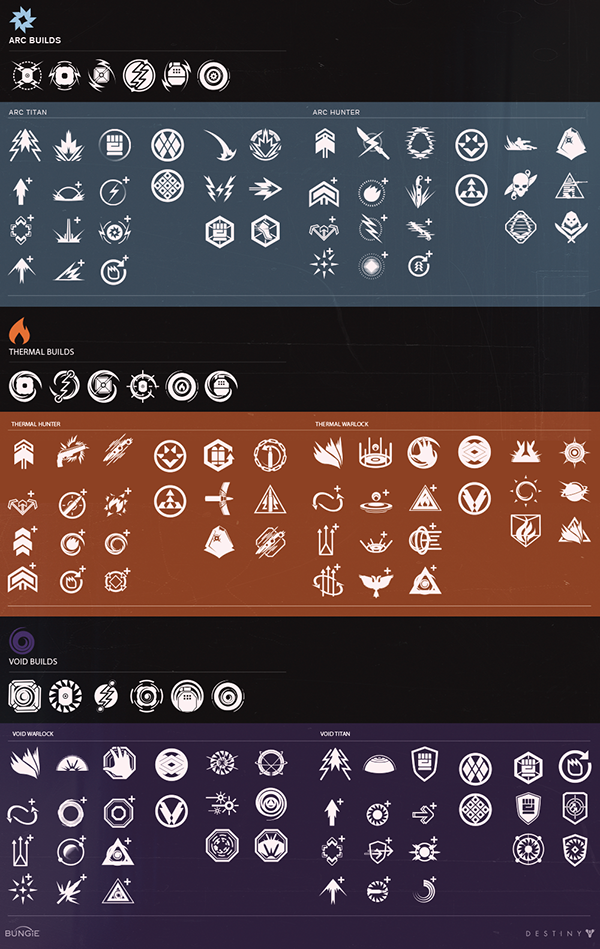 ARC BUILDS
ARC TITAN
ARC HUNTER
THERMAL BUILDS
THERMAL HUNTER
THERMAL WARLOCK
VOID BUILDS
VOID WARLOCK
VOID TITAN
BUNGIE
DESTINY